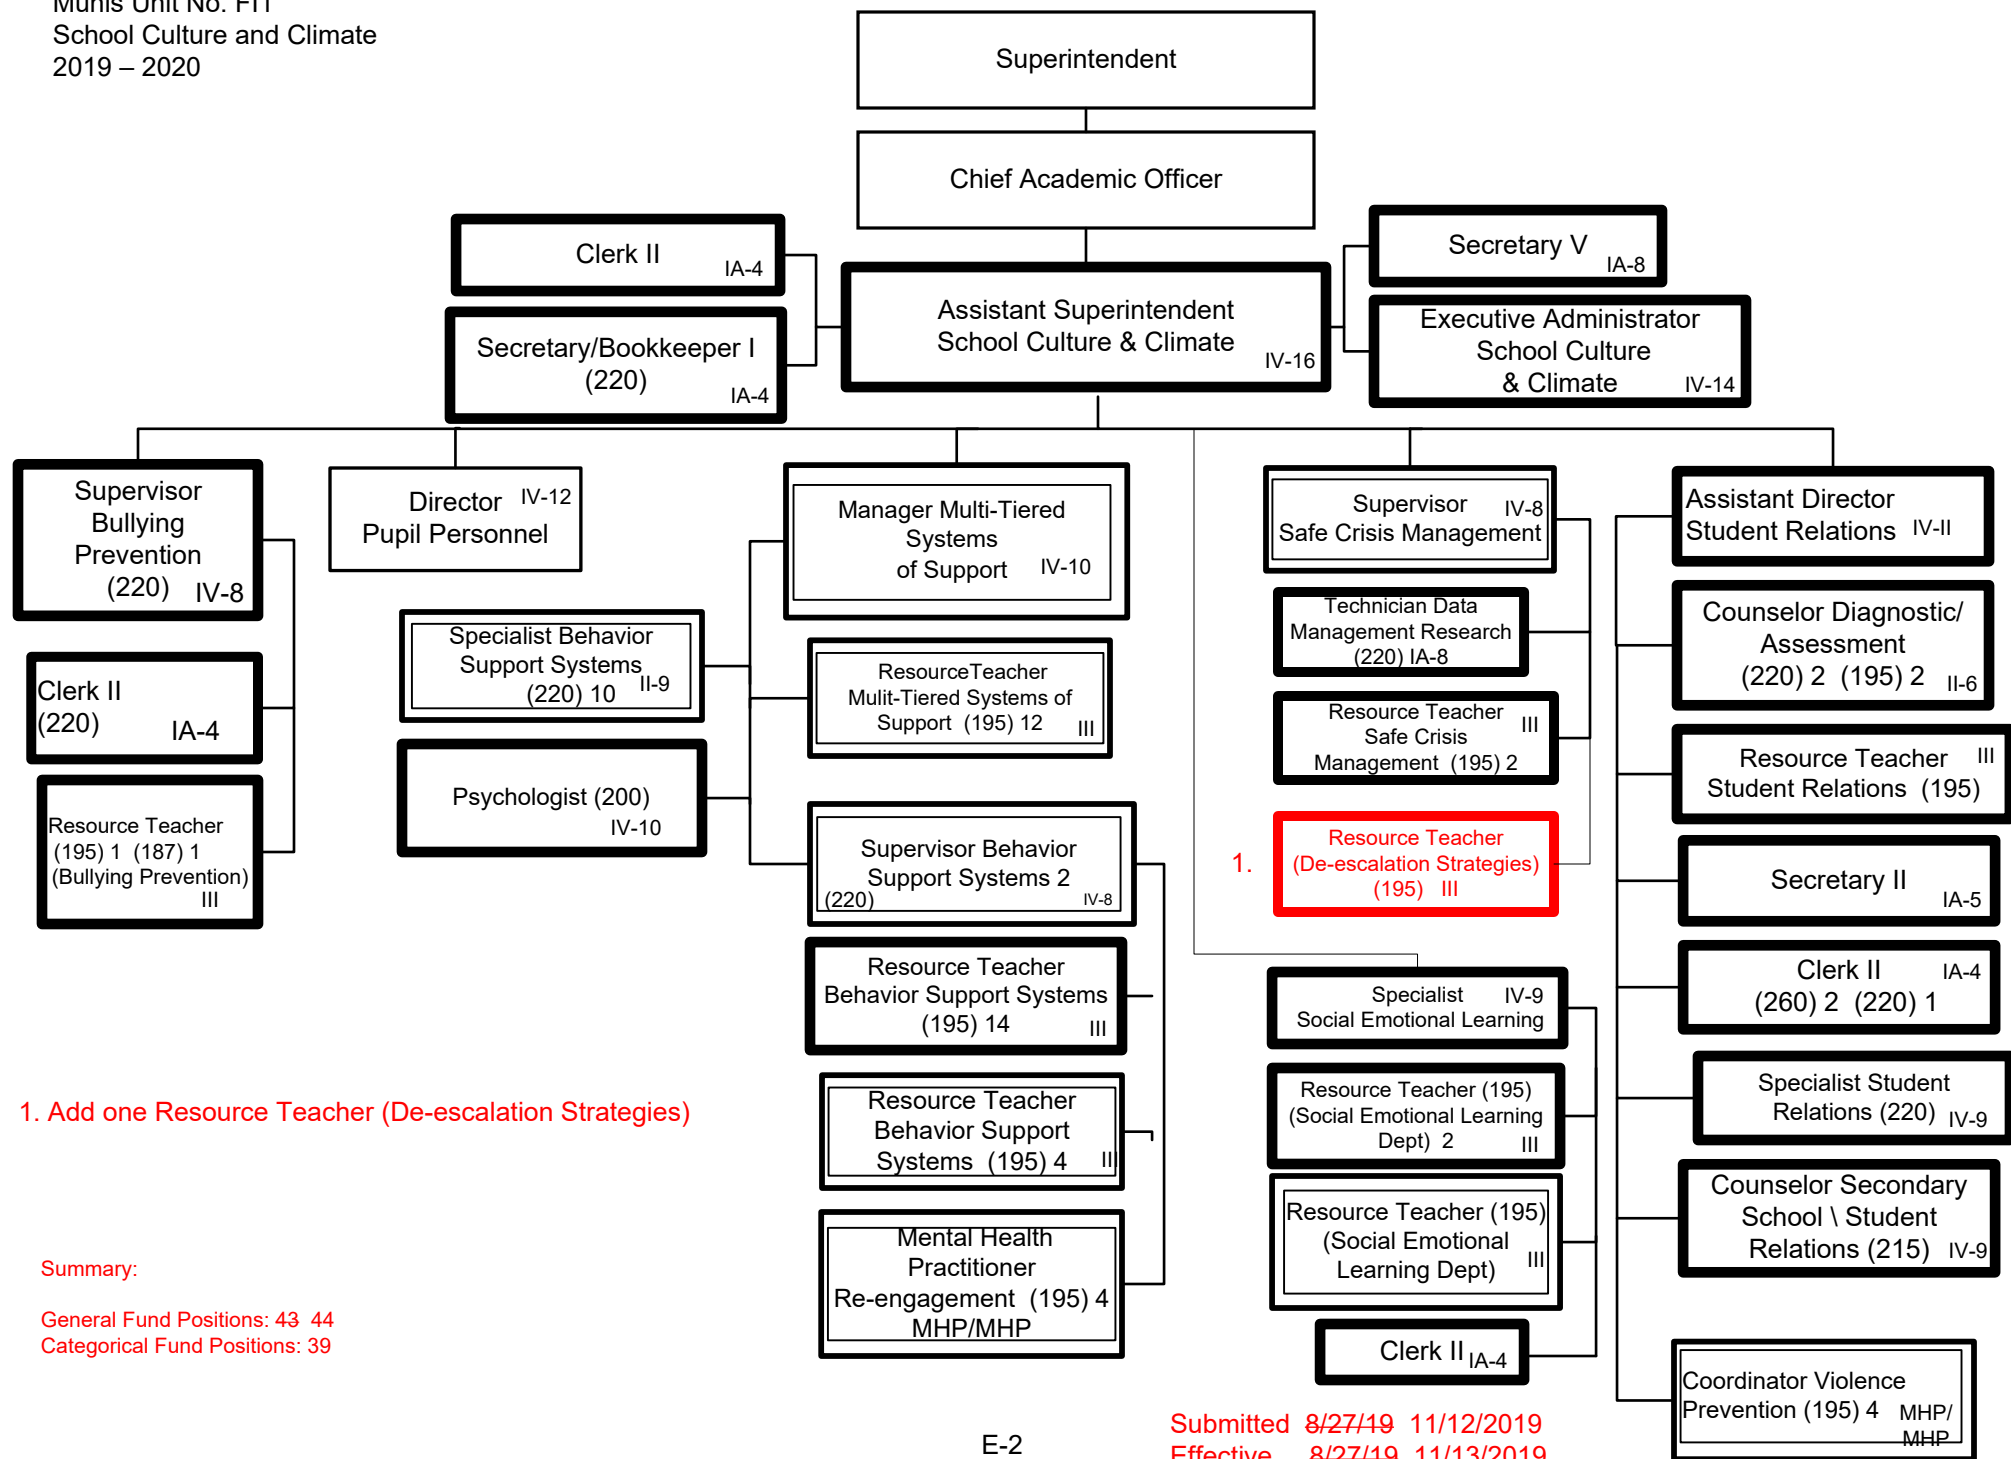 Munis Unit No. FIT
School Culture and Climate
2019 – 2020
Superintendent
Chief Academic Officer
Clerk II
IA-4
Secretary/Bookkeeper I
(220)
IA-4
Assistant Superintendent
School Culture & Climate
IV-16
Secretary V
IA-8
Executive Administrator
School Culture
& Climate IV-14
Supervisor
Bullying
Prevention
(220) IV-8
Clerk II
(220)
IA-4
Resource Teacher
(195) 1 (187) 1
(Bullying Prevention)
III
Director IV-12
Pupil Personnel
Manager Multi-Tiered
Systems
of Support IV-10
Specialist Behavior
Support Systems
(220) 10 II-9
ResourceTeacher
Mulit-Tiered Systems of
Support (195) 12 III
Psychologist (200)
IV-10
Supervisor Behavior
Support Systems 2
(220) IV-8
Resource Teacher
Behavior Support Systems
(195) 14 III
Resource Teacher
Behavior Support
Systems (195) 4 III
Mental Health
Practitioner
Re-engagement (195) 4
MHP/MHP
Supervisor IV-8
Safe Crisis Management
Technician Data
Management Research
(220) IA-8
Resource Teacher III
Safe Crisis
Management (195) 2
1.
Resource Teacher
(De-escalation Strategies)
(195) III
Specialist IV-9
Social Emotional Learning
Resource Teacher (195)
(Social Emotional Learning
Dept) 2 III
Resource Teacher (195)
(Social Emotional
Learning Dept) III
Clerk II IA-4
Assistant Director
Student Relations IV-II
Counselor Diagnostic/
Assessment
(220) 2 (195) 2 II-6
Resource Teacher III
Student Relations (195)
Secretary II
IA-5
Clerk II IA-4
(260) 2 (220) 1
Specialist Student
Relations (220) IV-9
Counselor Secondary
School \ Student
Relations (215) IV-9
Coordinator Violence
Prevention (195) 4 MHP/
MHP
1. Add one Resource Teacher (De-escalation Strategies)
Summary:
General Fund Positions: 43 44
Categorical Fund Positions: 39
E-2
Submitted 8/27/19 11/12/2019
Effective 8/27/19 11/13/2019